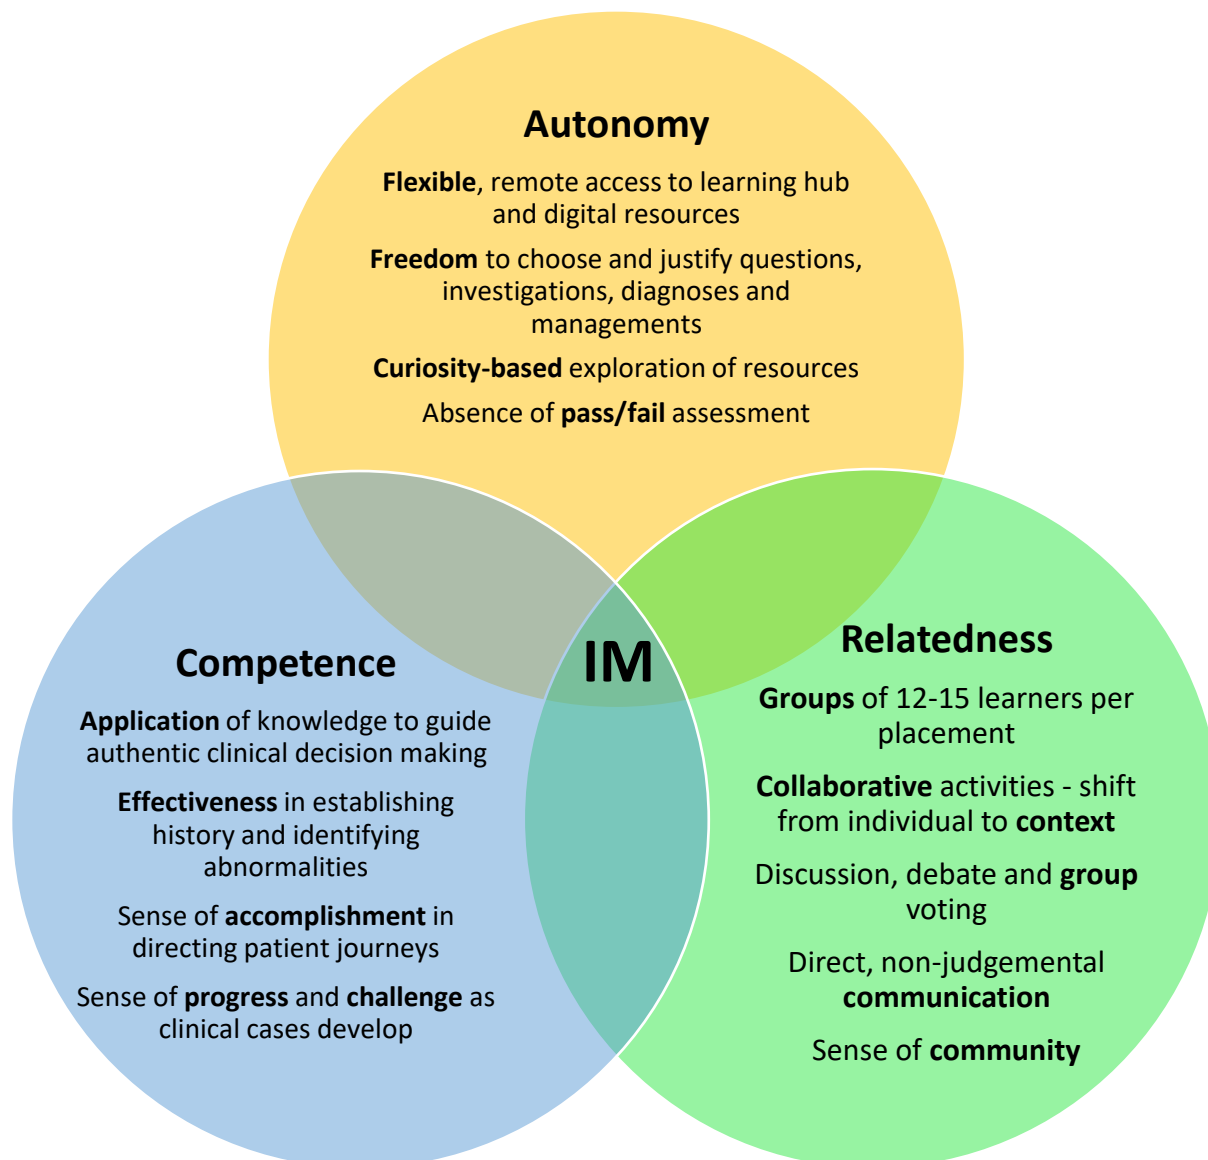 Autonomy
Flexible, remote access to learning hub
and digital resources
Freedom to choose and justify questions,
investigations, diagnoses and
managements
Curiosity-based exploration of resources
Absence of pass/fail assessment
IM
Competence
Application of knowledge to guide
authentic clinical decision making
Effectiveness in establishing
history and identifying
abnormalities
Sense of accomplishment in
directing patient journeys
Sense of progress and challenge as
clinical cases develop
Relatedness
Groups of 12-15 learners per
placement
Collaborative activities - shift
from individual to context
Discussion, debate and group
voting
Direct, non-judgemental
communication
Sense of community